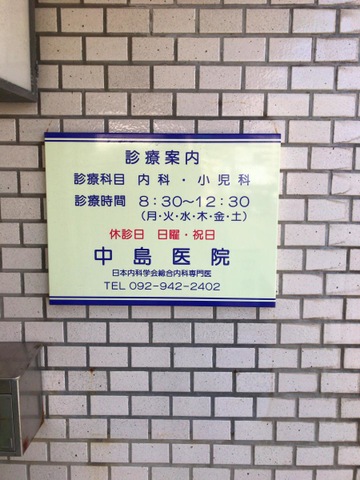 診療案内
診療科目 内科・小児科
診療時間 8:30〜12:30
(月・火・水・木・金・土)
休診日 日曜・祝日
中島医院
日本内科学会総合内科専門医
TEL 092-942-2402